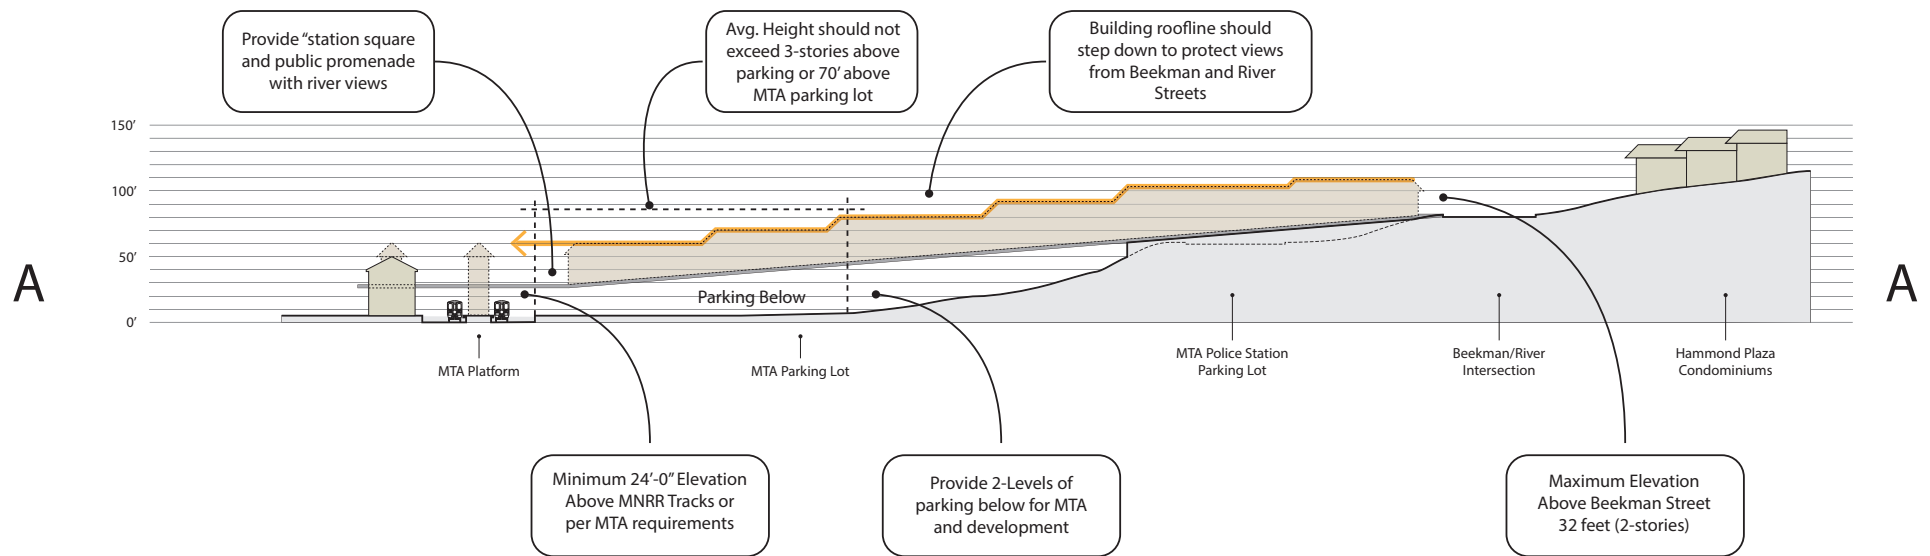 Provide “station square
and public promenade
with river views
Avg. Height should not
exceed 3-stories above
parking or 70’ above
MTA parking lot
Building roofline should
step down to protect views
from Beekman and River
Streets
150’
100’
50’
0’
A
A
Parking Below
MTA Platform
MTA Parking Lot
MTA Police Station
Parking Lot
Beekman/River
Intersection
Hammond Plaza
Condominiums
Minimum 24’-0” Elevation
Above MNRR Tracks or
per MTA requirements
Provide 2-Levels of
parking below for MTA
and development
Maximum Elevation
Above Beekman Street
32 feet (2-stories)